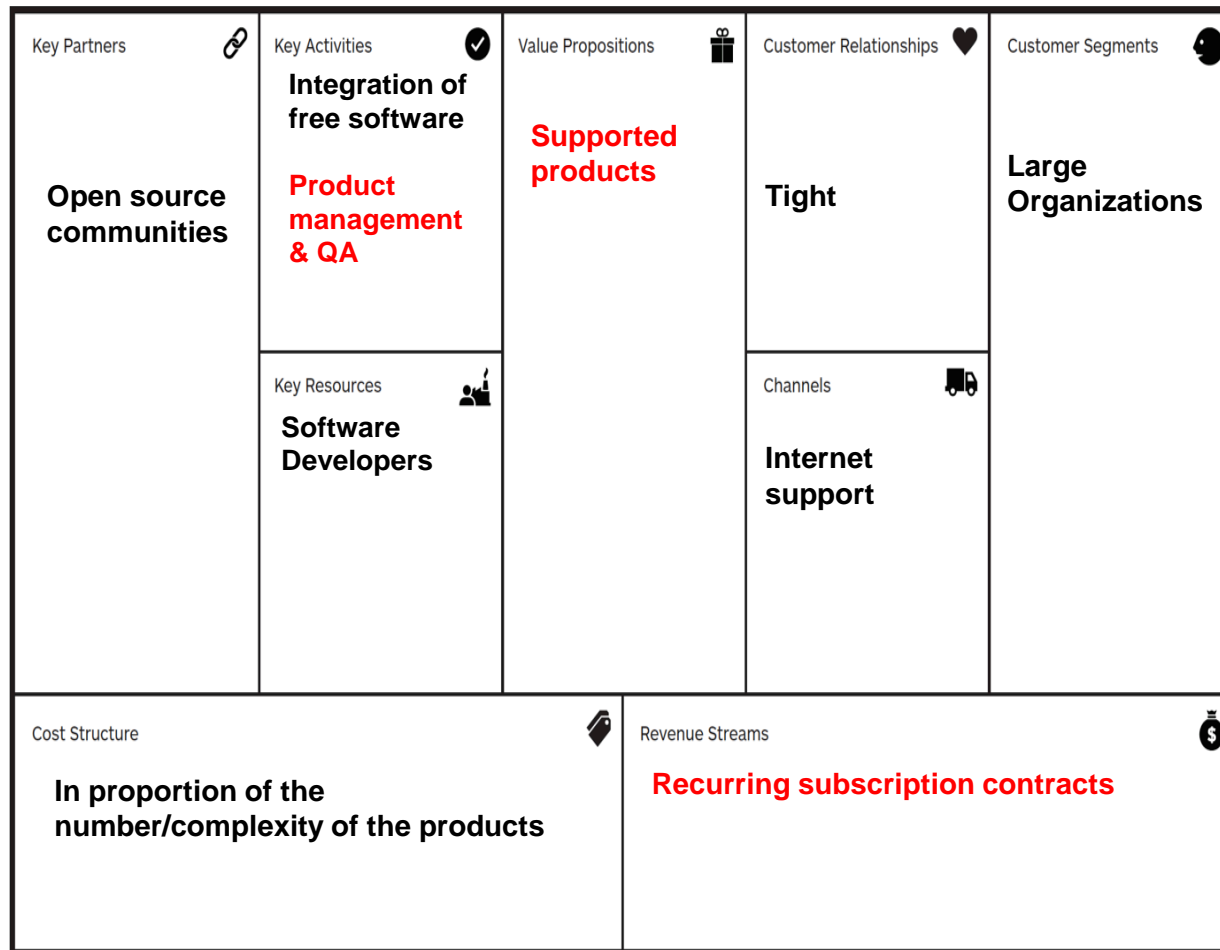 Key Partners
Open source
communities
Key Activities
Integration of
free software
Product
management
& QA
Key Resources
Software
Developers
Value Propositions
Supported
products
Customer Relationships
Tight
Channels
Internet
support
Customer Segments
Large
Organizations
Cost Structure
In proportion of the
number/complexity of the products
Revenue Streams
$
Recurring subscription contracts